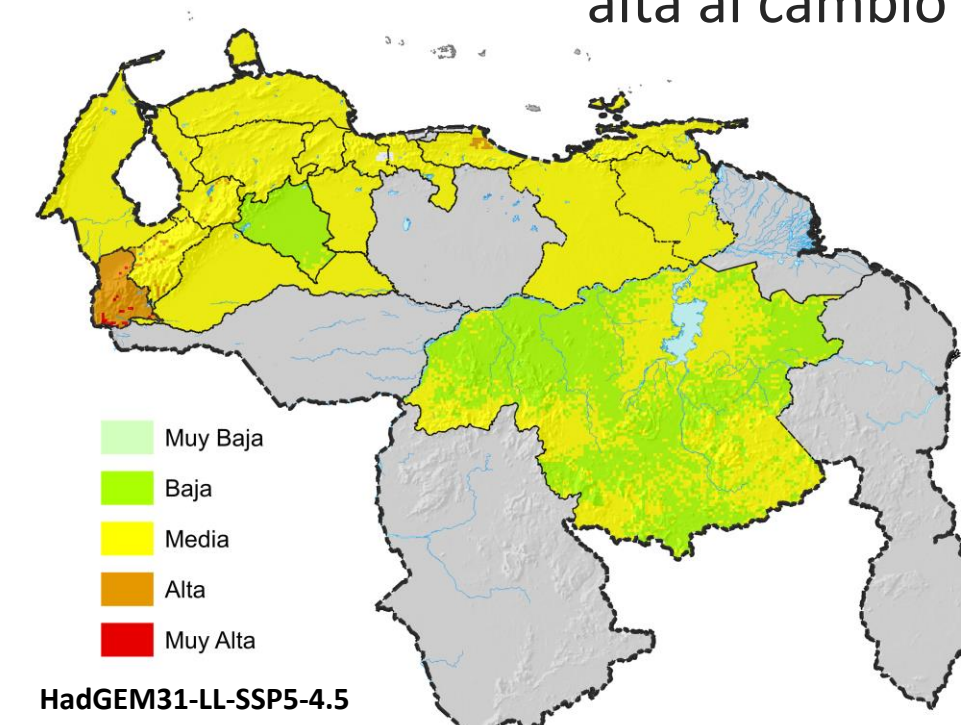 alta al cambio
Muy Baja
Baja
Media
Alta
Muy Alta
HadGEM31-LL-SSP5-4.5